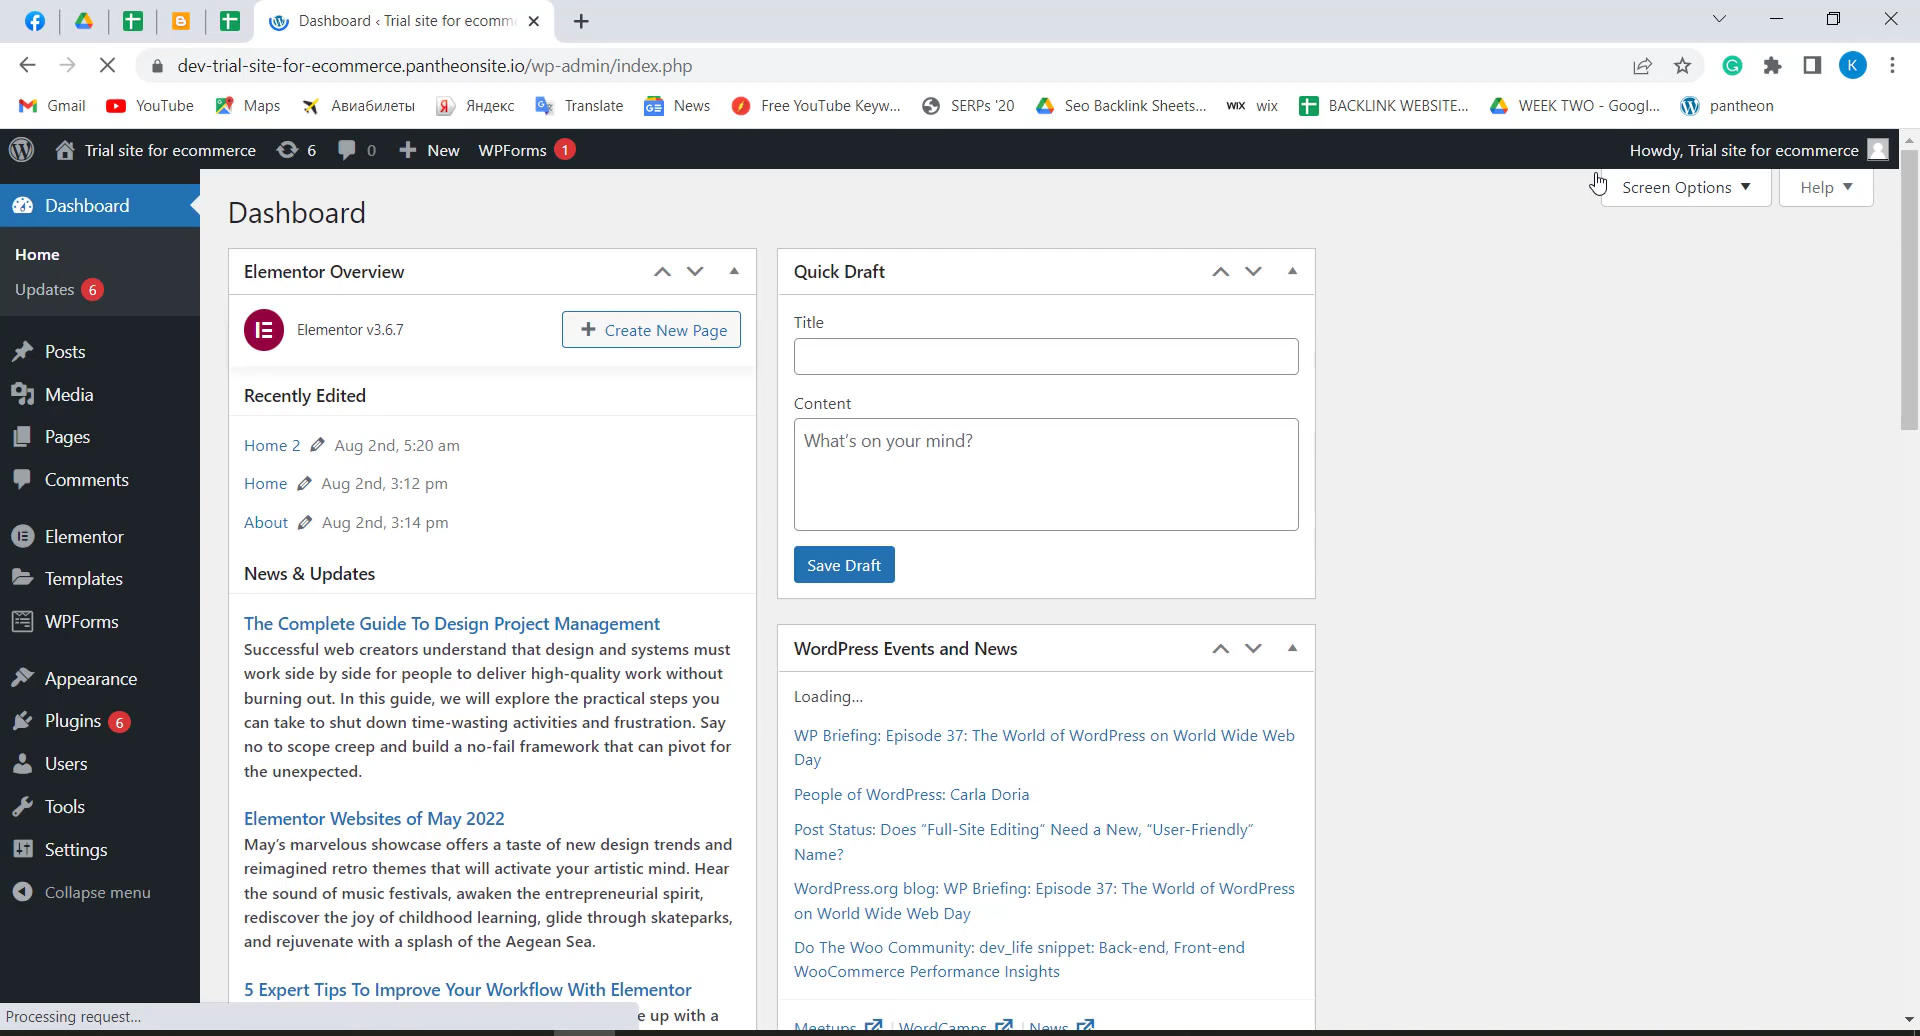 Dashboard ‹ Trial site for ecomm
dev-trial-site-for-ecommerce.pantheonsite.io/wp-admin/index.php
K
Gmail YouTube Maps Авиабилеты Яндекс Translate News Free YouTube Keyw... SERPs '20 Seo Backlink Sheets... WIX wix BACKLINK WEBSITE... WEEK TWO - Googl... pantheon
Trial site for ecommerce 6 0 New WPForms 1 Howdy, Trial site for ecommerce
Screen Options Help
Dashboard
Home
Updates 6
Posts
Media
Pages
Comments
Elementor
Templates
WPForms
Appearance
Plugins 6
Users
Tools
Settings
Collapse menu
Dashboard
Elementor Overview
Elementor v3.6.7
Create New Page
Recently Edited
Home 2 Aug 2nd, 5:20 am
Home Aug 2nd, 3:12 pm
About Aug 2nd, 3:14 pm
News & Updates
The Complete Guide To Design Project Management
Successful web creators understand that design and systems must
work side by side for people to deliver high-quality work without
burning out. In this guide, we will explore the practical steps you
can take to shut down time-wasting activities and frustration. Say
no to scope creep and build a no-fail framework that can pivot for
the unexpected.
Elementor Websites of May 2022
May's marvelous showcase offers a taste of new design trends and
reimagined retro themes that will activate your artistic mind. Hear
the sound of music festivals, awaken the entrepreneurial spirit,
rediscover the joy of childhood learning, glide through skateparks,
and rejuvenate with a splash of the Aegean Sea.
5 Expert Tips To Improve Your Workflow With Elementor
e up with a
Quick Draft
Title
Content
What's on your mind?
Save Draft
WordPress Events and News
Loading...
WP Briefing: Episode 37: The World of WordPress on World Wide Web
Day
People of WordPress: Carla Doria
Post Status: Does "Full-Site Editing" Need a New, "User-Friendly"
Name?
WordPress.org blog: WP Briefing: Episode 37: The World of WordPress
on World Wide Web Day
Do The Woo Community: dev_life snippet: Back-end, Front-end
WooCommerce Performance Insights
Meetups | WordCamps | News
Processing request...